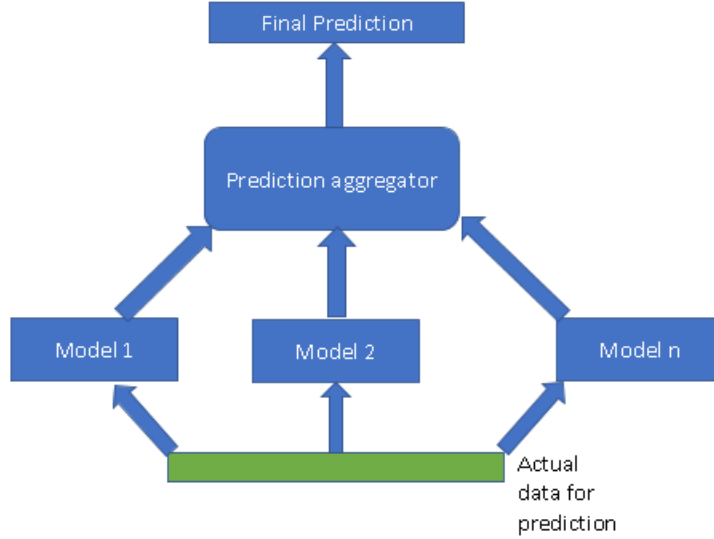 Final Prediction
Prediction aggregator
Model 1
Model 2
Model n
Actual
data for
prediction